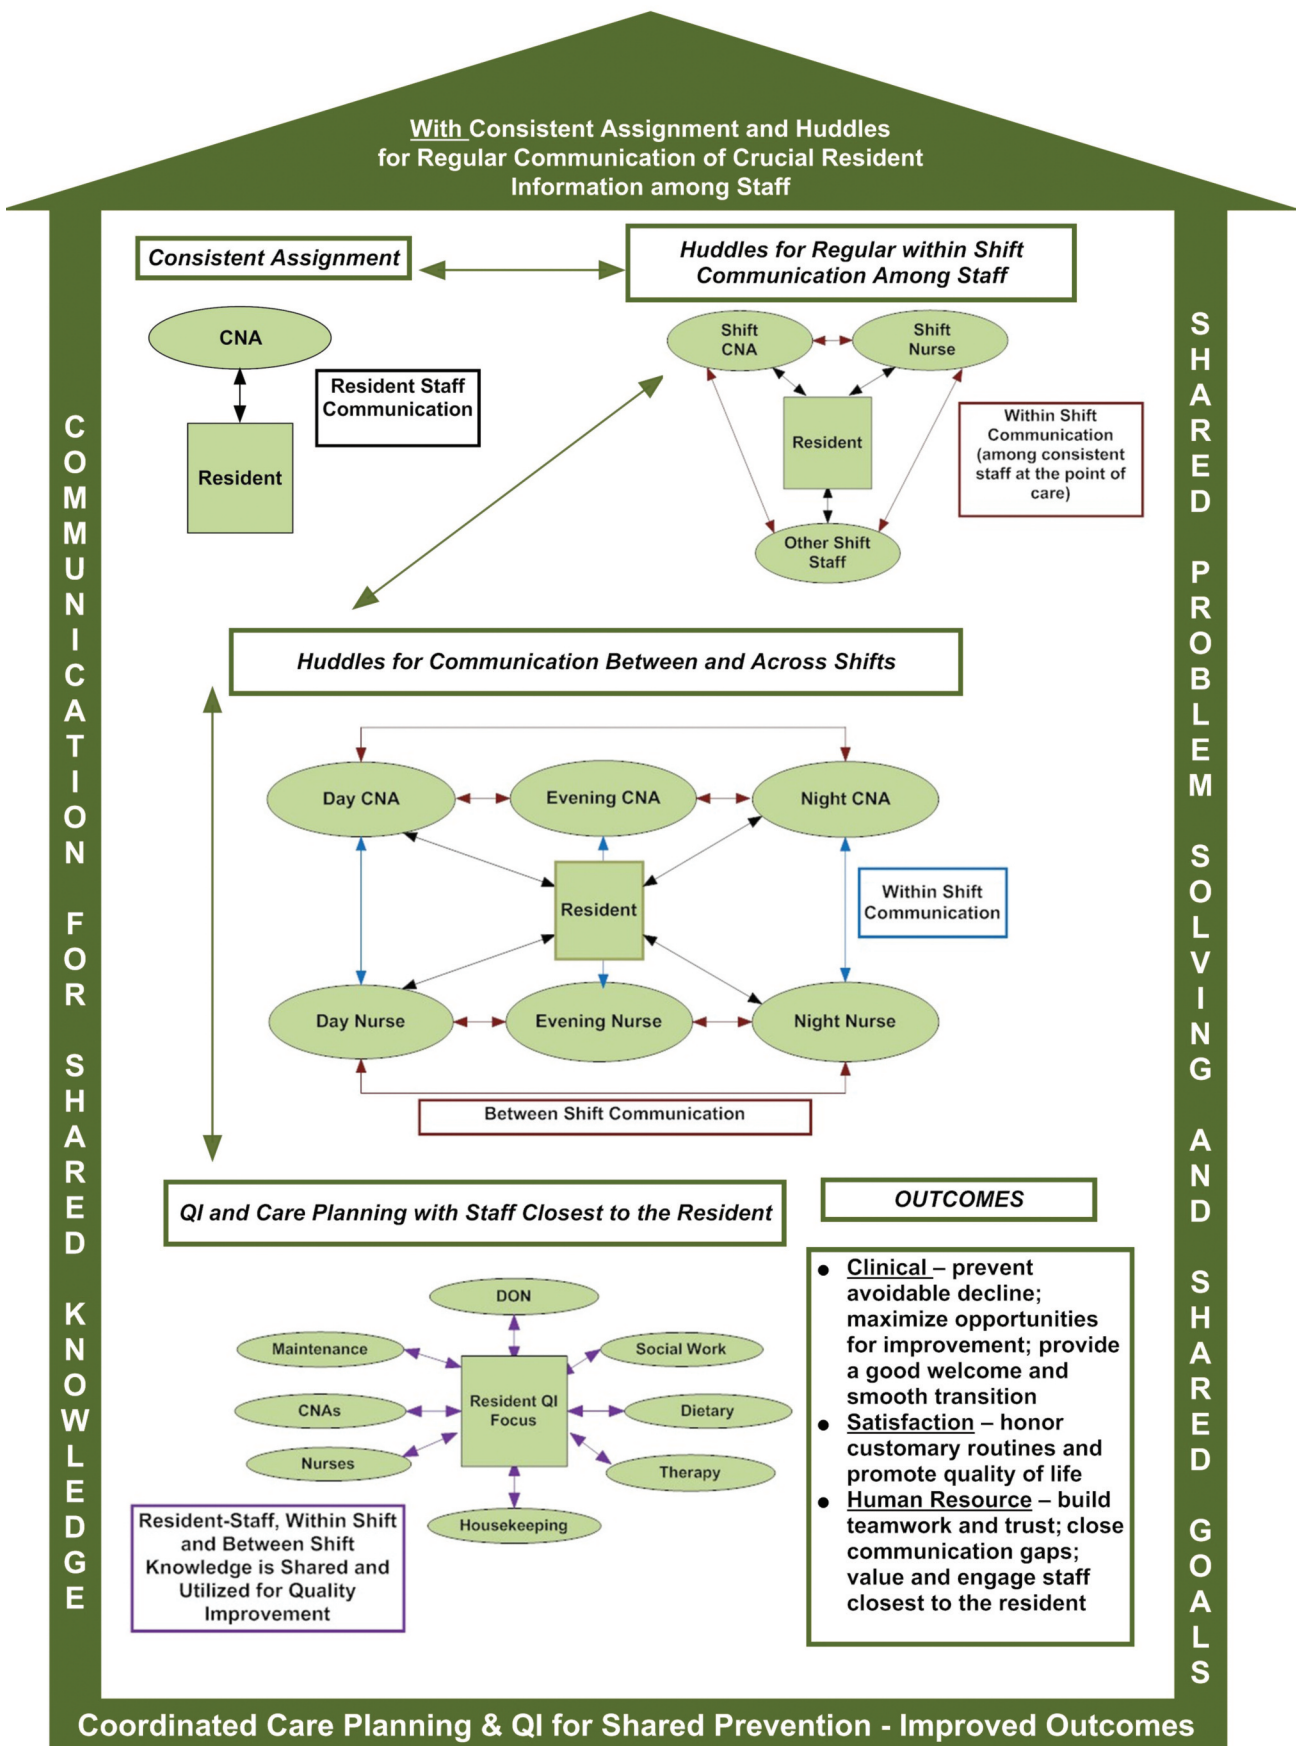 With Consistent Assignment and Huddles
for Regular Communication of Crucial Resident
Information among Staff
Consistent Assignment
Huddles for Regular within Shift
Communication Among Staff
CNA
Resident Staff
Communication
Resident
Shift
CNA
Shift
Nurse
Resident
Within Shift
Communication
(among consistent
staff at the point of
care)
Other Shift
Staff
Huddles for Communication Between and Across Shifts
Day CNA
Evening CNA
Night CNA
Resident
Within Shift
Communication
Day Nurse
Evening Nurse
Night Nurse
Between Shift Communication
QI and Care Planning with Staff Closest to the Resident
DON
Maintenance
Social Work
CNAs
Resident QI
Focus
Dietary
Nurses
Therapy
Housekeeping
Resident-Staff, Within Shift
and Between Shift
Knowledge is Shared and
Utilized for Quality
Improvement
OUTCOMES
● Clinical – prevent
avoidable decline;
maximize opportunities
for improvement; provide
a good welcome and
smooth transition
● Satisfaction – honor
customary routines and
promote quality of life
● Human Resource – build
teamwork and trust; close
communication gaps;
value and engage staff
closest to the resident
COMMUNICATION FOR SHARED KNOWLEDGE
SHARED PROBLEM SOLVING AND SHARED GOALS
Coordinated Care Planning & QI for Shared Prevention - Improved Outcomes